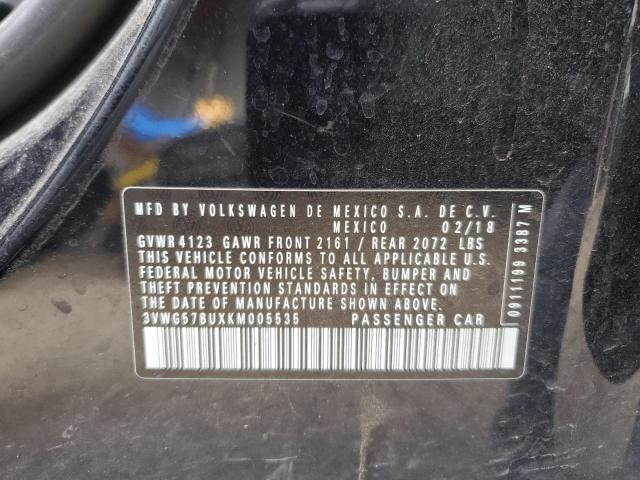 MFD BY VOLKSWAGEN DE MEXICO S.A. DE C.V.
MEXICO 02/18
GVWR 4123 GAWR FRONT 2161 / REAR 2072 LBS
THIS VEHICLE CONFORMS TO ALL APPLICABLE U.S.
FEDERAL MOTOR VEHICLE SAFETY, BUMPER AND
THEFT PREVENTION STANDARDS IN EFFECT ON
THE DATE OF MANUFACTURE SHOWN ABOVE.
3VWG57BUXKM005535 PASSENGER CAR
0911199 3387 M